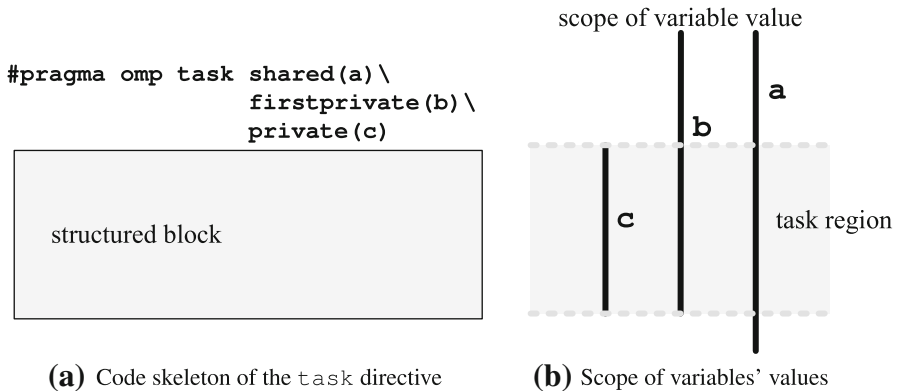 #pragma omp task shared(a)\
firstprivate(b)\
private(c)
structured block
(a) Code skeleton of the task directive
scope of variable value
a
b
c
task region
(b) Scope of variables' values